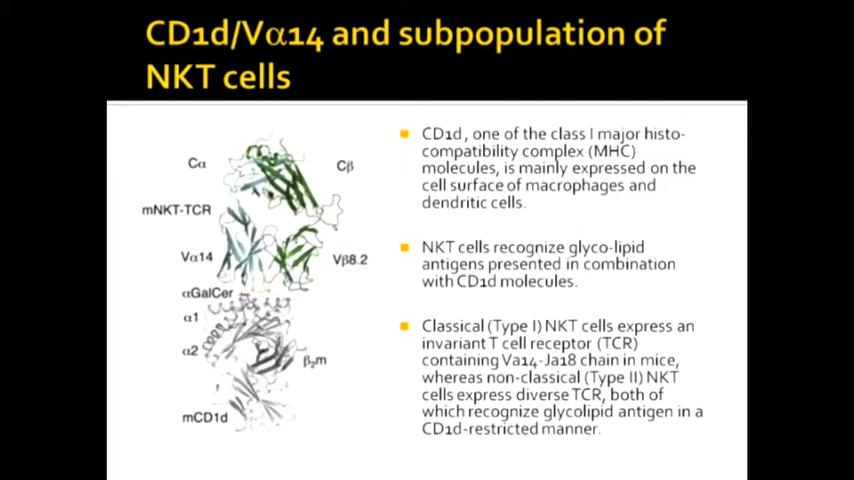 CD1d/Vα14 and subpopulation of
NKT cells
Cα
Cβ
mNKT-TCR
Vα14
Vβ8.2
αGalCer
α1
α2
β₂m
mCD1d
CD1d, one of the class I major histo-
compatibility complex (MHC)
molecules, is mainly expressed on the
cell surface of macrophages and
dendritic cells.
NKT cells recognize glyco-lipid
antigens presented in combination
with CD1d molecules.
Classical (Type I) NKT cells express an
invariant T cell receptor (TCR)
containing Va14-Ja18 chain in mice,
whereas non-classical (Type II) NKT
cells express diverse TCR, both of
which recognize glycolipid antigen in a
CD1d-restricted manner.